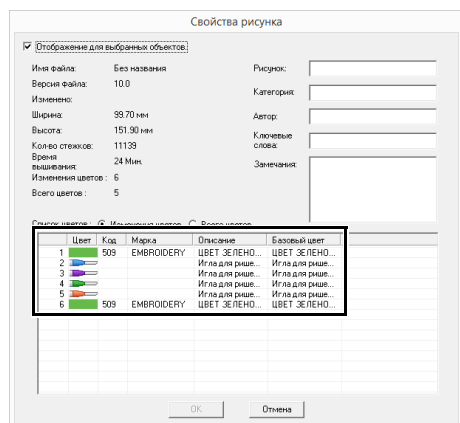 Свойства рисунка
Отображение для выбранных объектов.
Имя файла: Без названия Рисунок:
Версия файла: 10.0
Категория:
Изменено:
Ширина: 99.70 мм Автор:
Высота: 151.90 мм
Ключевые слова:
Кол-во стежков: 11139
Время вышивания: 24 Мин. Замечания:
Изменения цветов : 6
Всего цветов : 5
Список цветов : Изменения цветов Всего цветов
Цвет Код Марка Описание Базовый цвет
1 509 EMBROIDERY ЦВЕТ ЗЕЛЕНО... ЦВЕТ ЗЕЛЕНО...
2 Игла для рише... Игла для рише...
3 Игла для рише... Игла для рише...
4 Игла для рише... Игла для рише...
5 Игла для рише... Игла для рише...
6 509 EMBROIDERY ЦВЕТ ЗЕЛЕНО... ЦВЕТ ЗЕЛЕНО...
OK Отмена